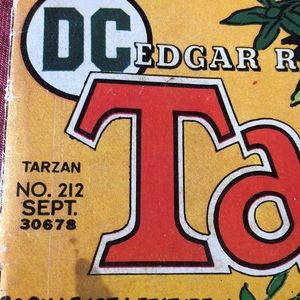 DC EDGAR R
Ta
TARZAN
NO. 212
SEPT.
30678